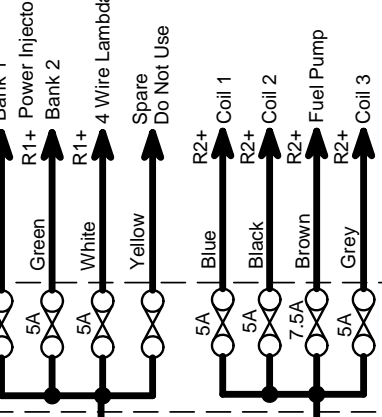 Bank 1
Power Injecto
Bank 2
4 Wire Lambda
Spare
Do Not Use
Coil 1
Coil 2
Fuel Pump
Coil 3
R1+
R1+
R2+
R2+
R2+
R2+
Green
White
Yellow
Blue
Black
Brown
Grey
5A
5A
5A
5A
7.5A
5A